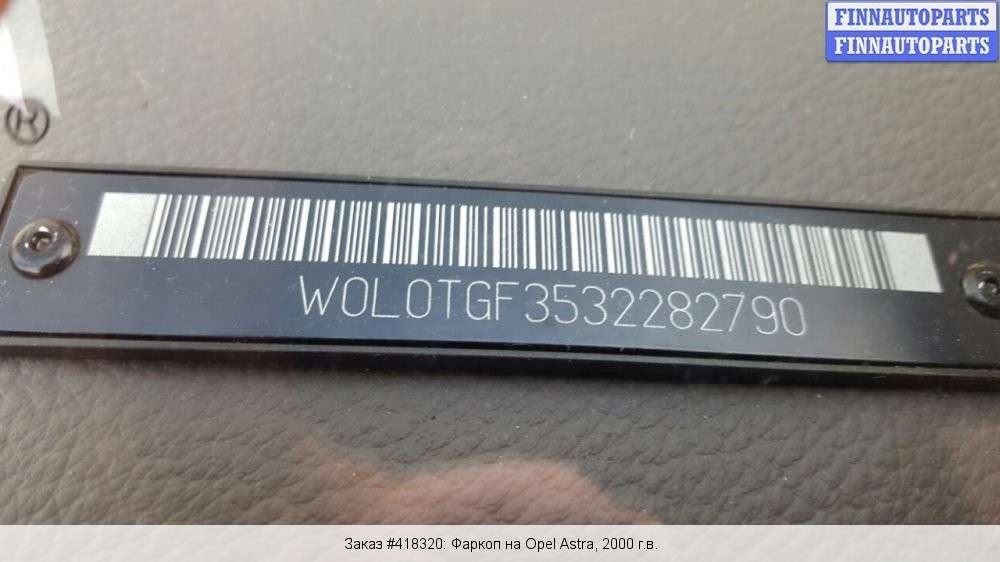 FINNAUTOPARTS
FINNAUTOPARTS
®
W0L0TGF3532282790
Заказ #418320: Фаркоп на Opel Astra, 2000 г.в.